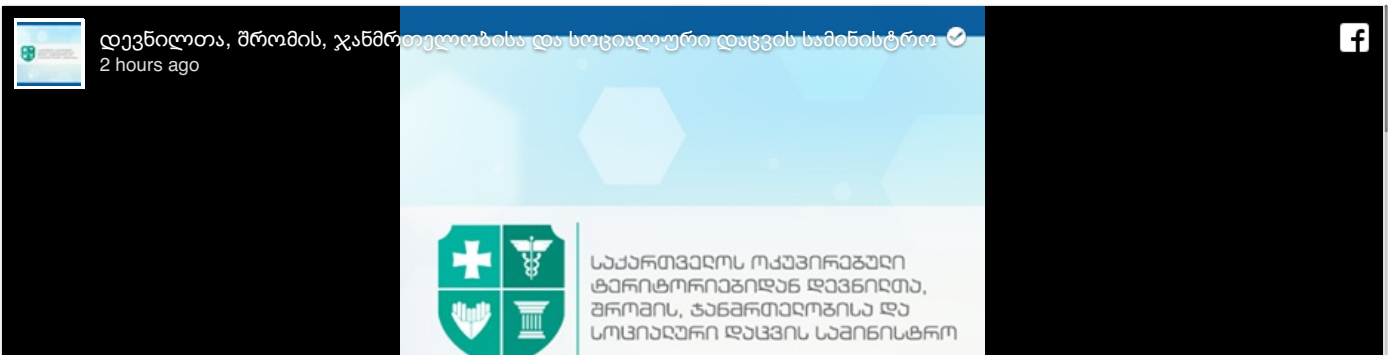 დევნილთა, შრომის, ჯანმრთელობისა და სოციალური დაცვის სამინისტრო
2 hours ago
საქართველოს ოკუპირებული
ტერიტორიებიდან დევნილთა,
შრომის, ჯანმრთელობისა და
სოციალური დაცვის სამინისტრო